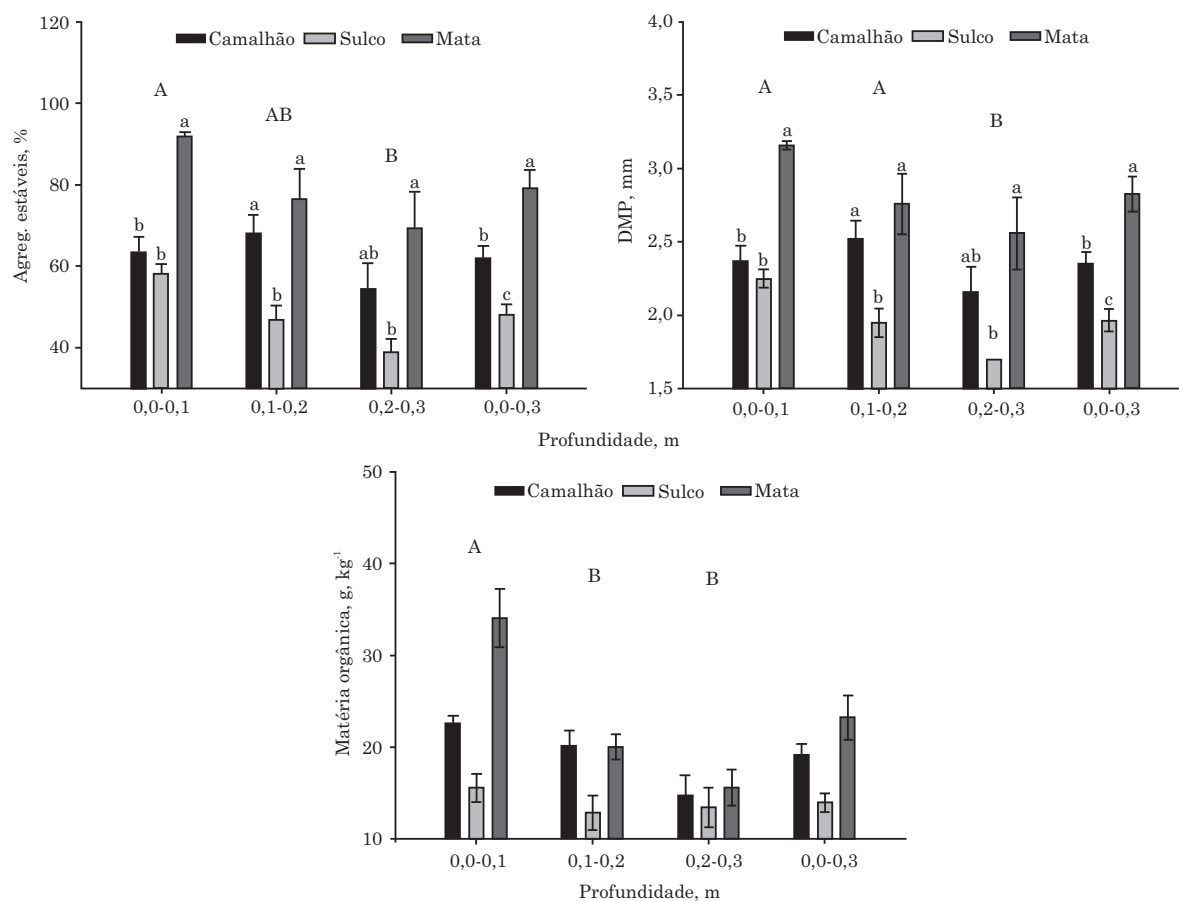 120
Camalhão Sulco Mata
A
AB
B
a
a
a
a
b
b
a
b
ab
b
b
c
100
80
60
40
Agreg. estáveis, %
0,0-0,1 0,1-0,2 0,2-0,3 0,0-0,3
4,0
Camalhão Sulco Mata
A
A
B
a
a
a
a
b
b
a
b
ab
b
b
c
3,5
3,0
2,5
2,0
1,5
DMP, mm
0,0-0,1 0,1-0,2 0,2-0,3 0,0-0,3
Profundidade, m
50
Camalhão Sulco Mata
A
B
B
40
30
20
10
Matéria orgânica, g, kg⁻¹
0,0-0,1 0,1-0,2 0,2-0,3 0,0-0,3
Profundidade, m